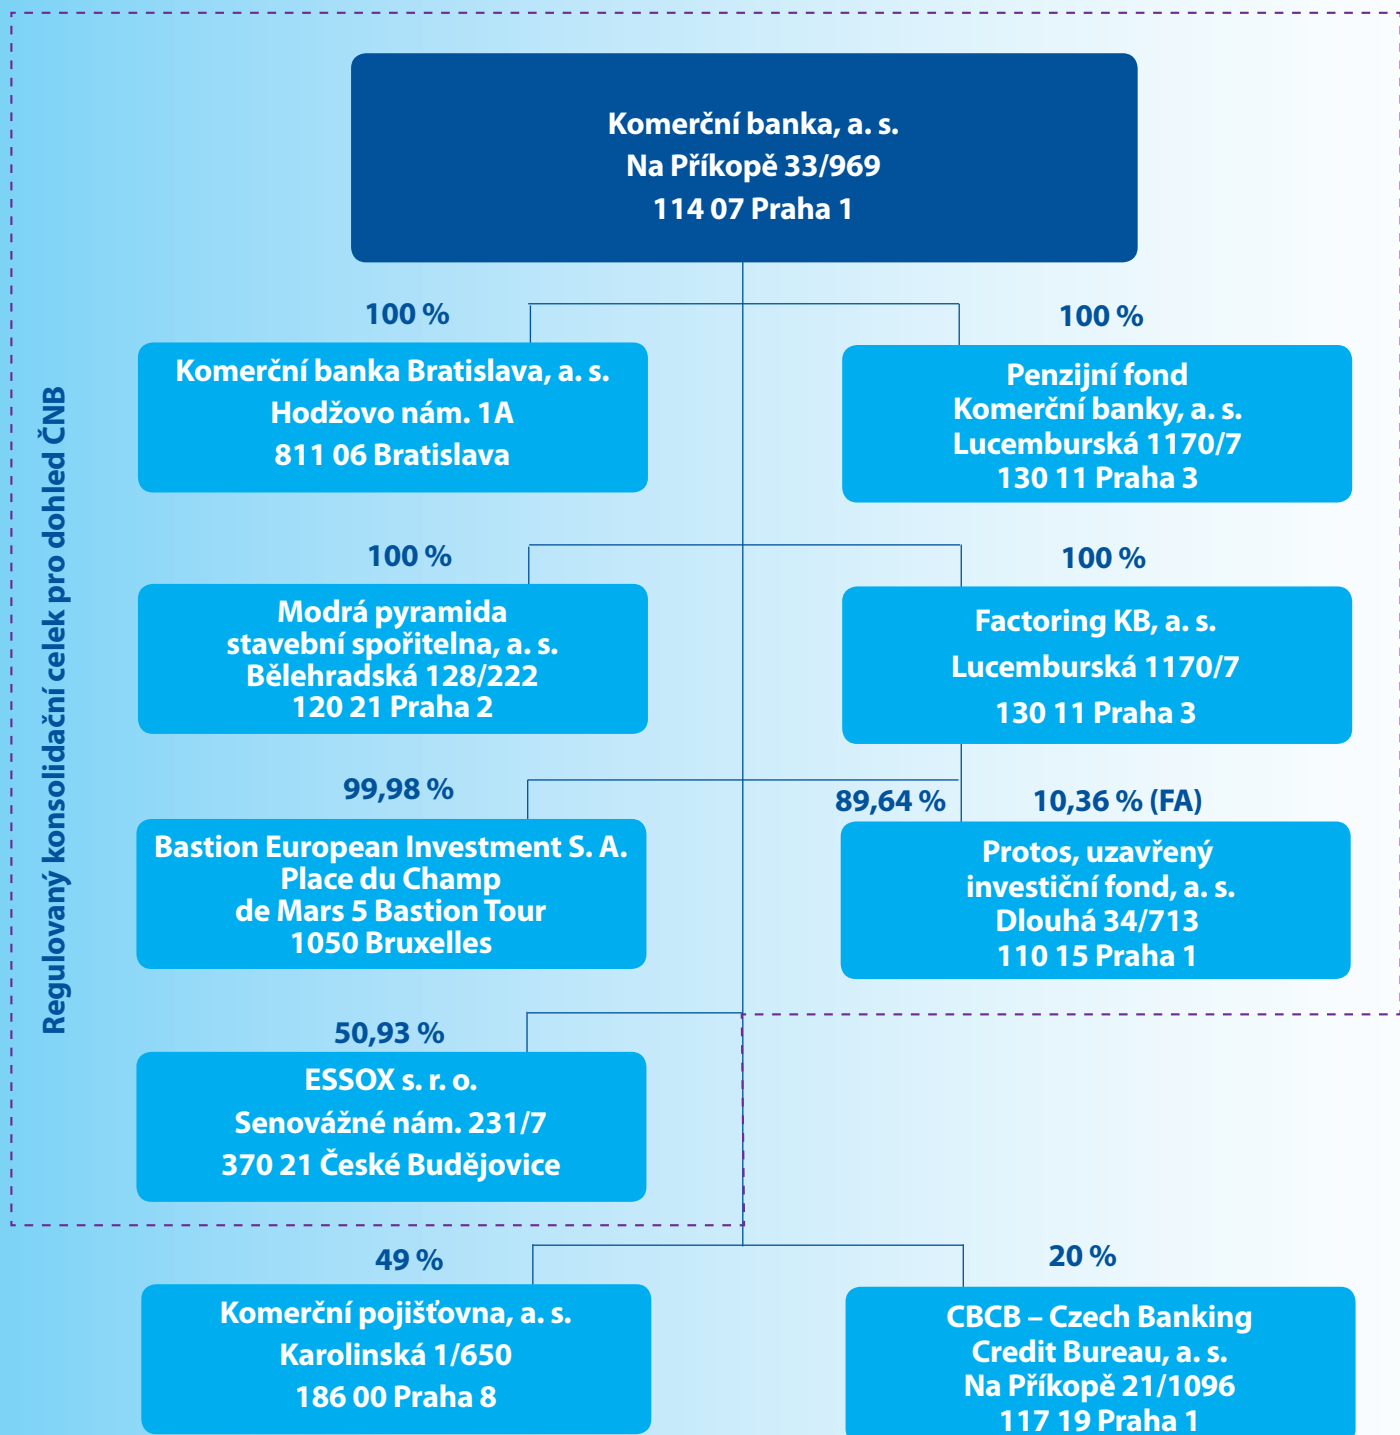 Regulovaný konsolidační celek pro dohled ČNB
Komerční banka, a. s.
Na Příkopě 33/969
114 07 Praha 1
100 %
Komerční banka Bratislava, a. s.
Hodžovo nám. 1A
811 06 Bratislava
100 %
Penzijní fond
Komerční banky, a. s.
Lucemburská 1170/7
130 11 Praha 3
100 %
Modrá pyramida
stavební spořitelna, a. s.
Bělehradská 128/222
120 21 Praha 2
100 %
Factoring KB, a. s.
Lucemburská 1170/7
130 11 Praha 3
99,98 %
Bastion European Investment S. A.
Place du Champ
de Mars 5 Bastion Tour
1050 Bruxelles
89,64 %
10,36 % (FA)
Protos, uzavřený
investiční fond, a. s.
Dlouhá 34/713
110 15 Praha 1
50,93 %
ESSOX s. r. o.
Senovážné nám. 231/7
370 21 České Budějovice
49 %
Komerční pojišťovna, a. s.
Karolinská 1/650
186 00 Praha 8
20 %
CBCB – Czech Banking
Credit Bureau, a. s.
Na Příkopě 21/1096
117 19 Praha 1